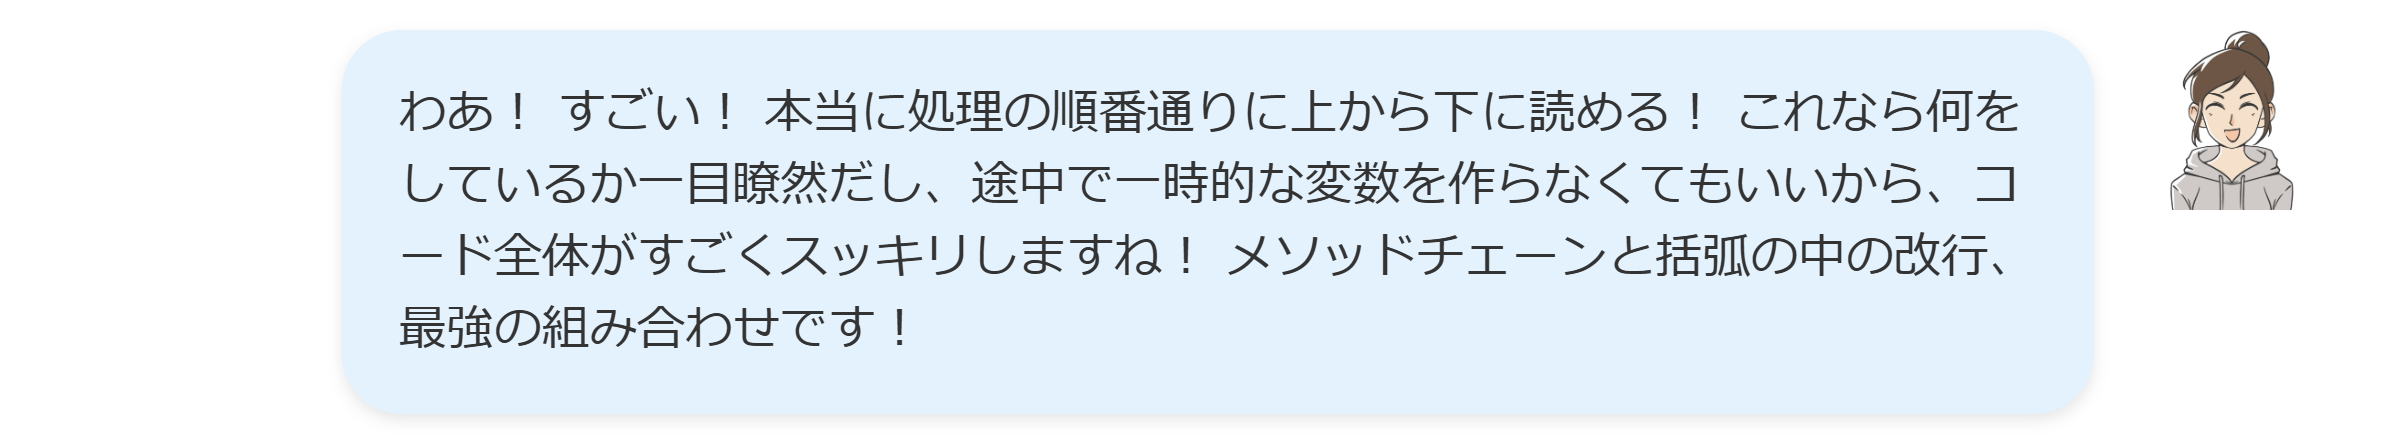 わあ！ すごい！ 本当に処理の順番通りに上から下に読める！ これなら何を
しているか一目瞭然だし、途中で一時的な変数を作らなくてもいいから、コ
ード全体がすごくスッキリしますね！ メソッドチェーンと括弧の中の改行、
最強の組み合わせです！